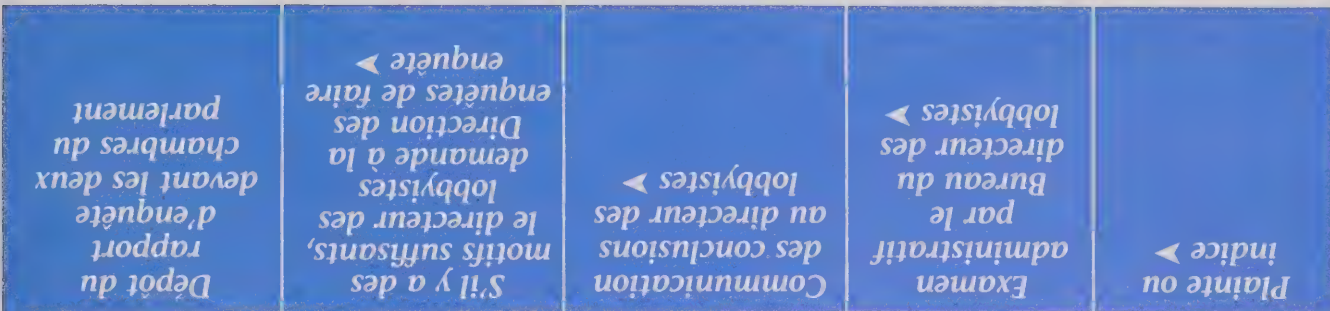 Plainte ou
indice ➤
Examen
administratif
par le
Bureau du
directeur des
lobbyistes ➤
Communication
des conclusions
au directeur des
lobbyistes ➤
S'il y a des
motifs suffisants,
le directeur des
lobbyistes
demande à la
Direction des
enquêtes de faire
enquête ➤
Dépôt du
rapport
d'enquête
devant les deux
chambres du
parlement